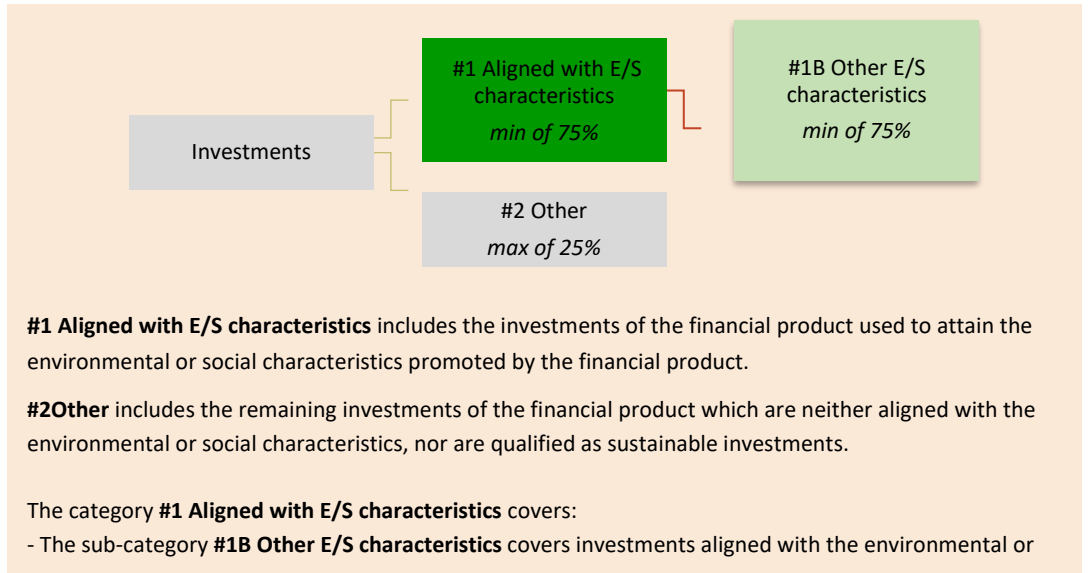 #1 Aligned with E/S
characteristics
min of 75%
#1B Other E/S
characteristics
min of 75%
Investments
#2 Other
max of 25%
#1 Aligned with E/S characteristics includes the investments of the financial product used to attain the
environmental or social characteristics promoted by the financial product.
#2Other includes the remaining investments of the financial product which are neither aligned with the
environmental or social characteristics, nor are qualified as sustainable investments.
The category #1 Aligned with E/S characteristics covers:
- The sub-category #1B Other E/S characteristics covers investments aligned with the environmental or